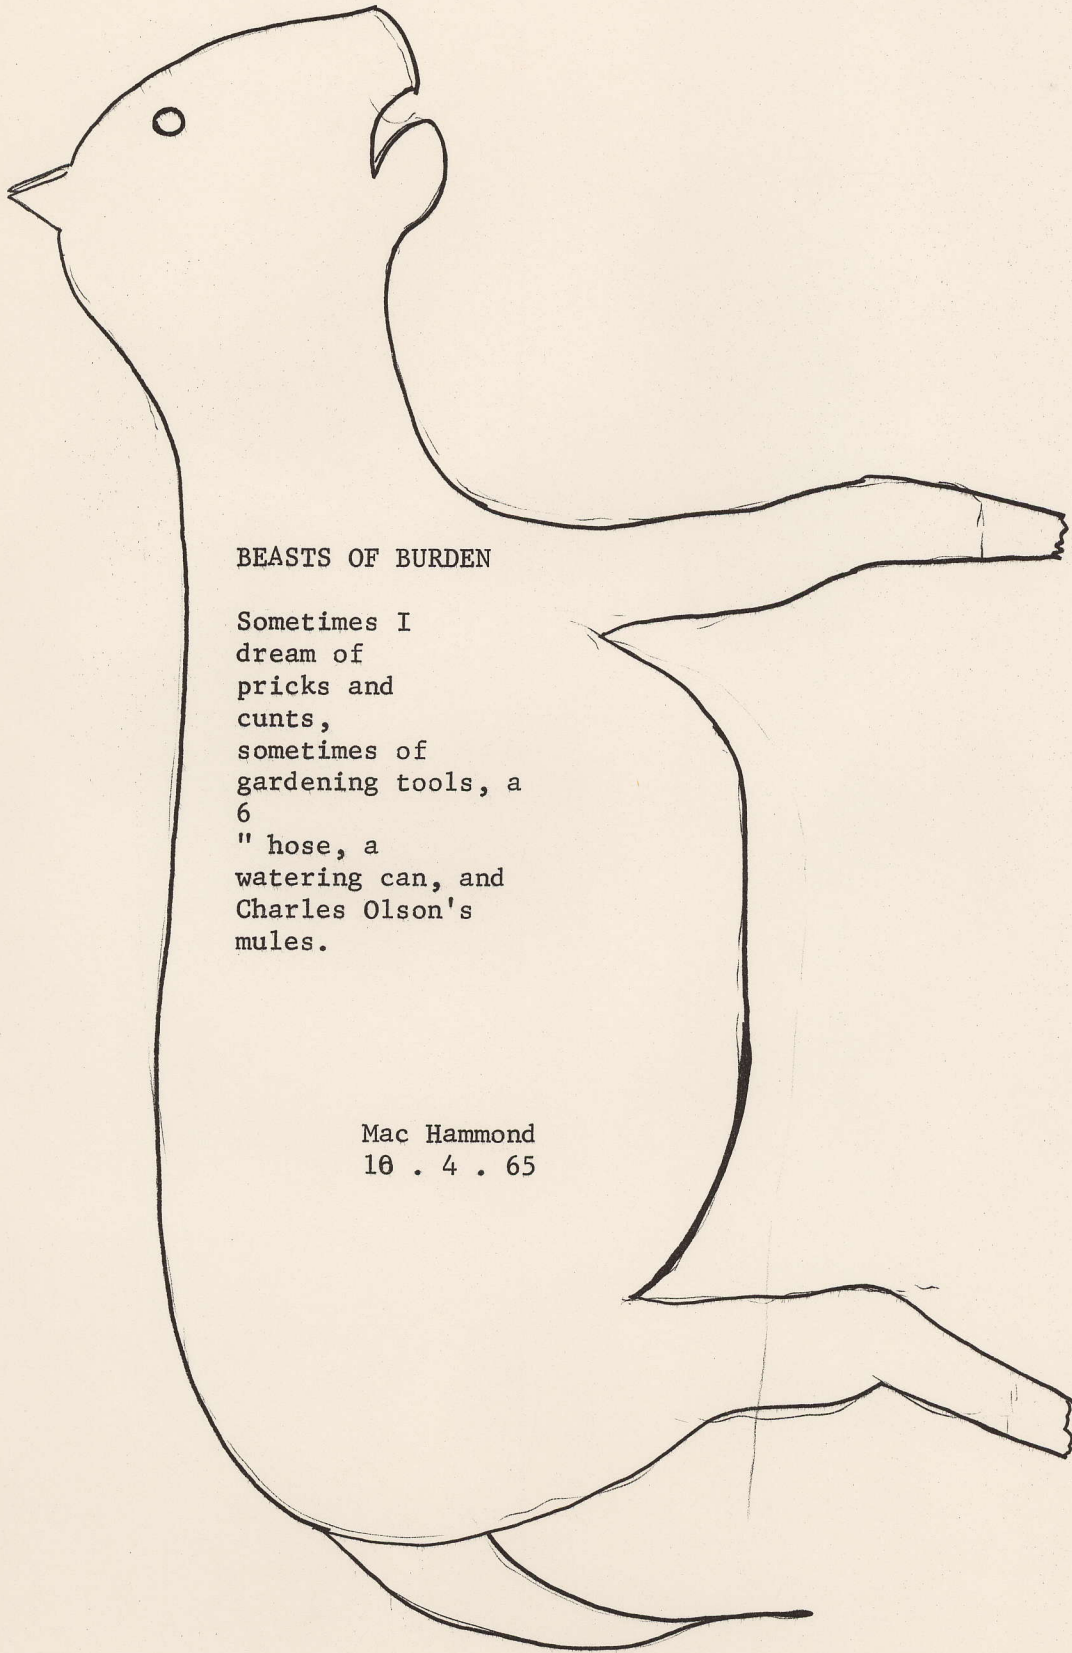 BEASTS OF BURDEN
Sometimes I
dream of
pricks and
cunts,
sometimes of
gardening tools, a
6
" hose, a
watering can, and
Charles Olson's
mules.
Mac Hammond
10 . 4 . 65